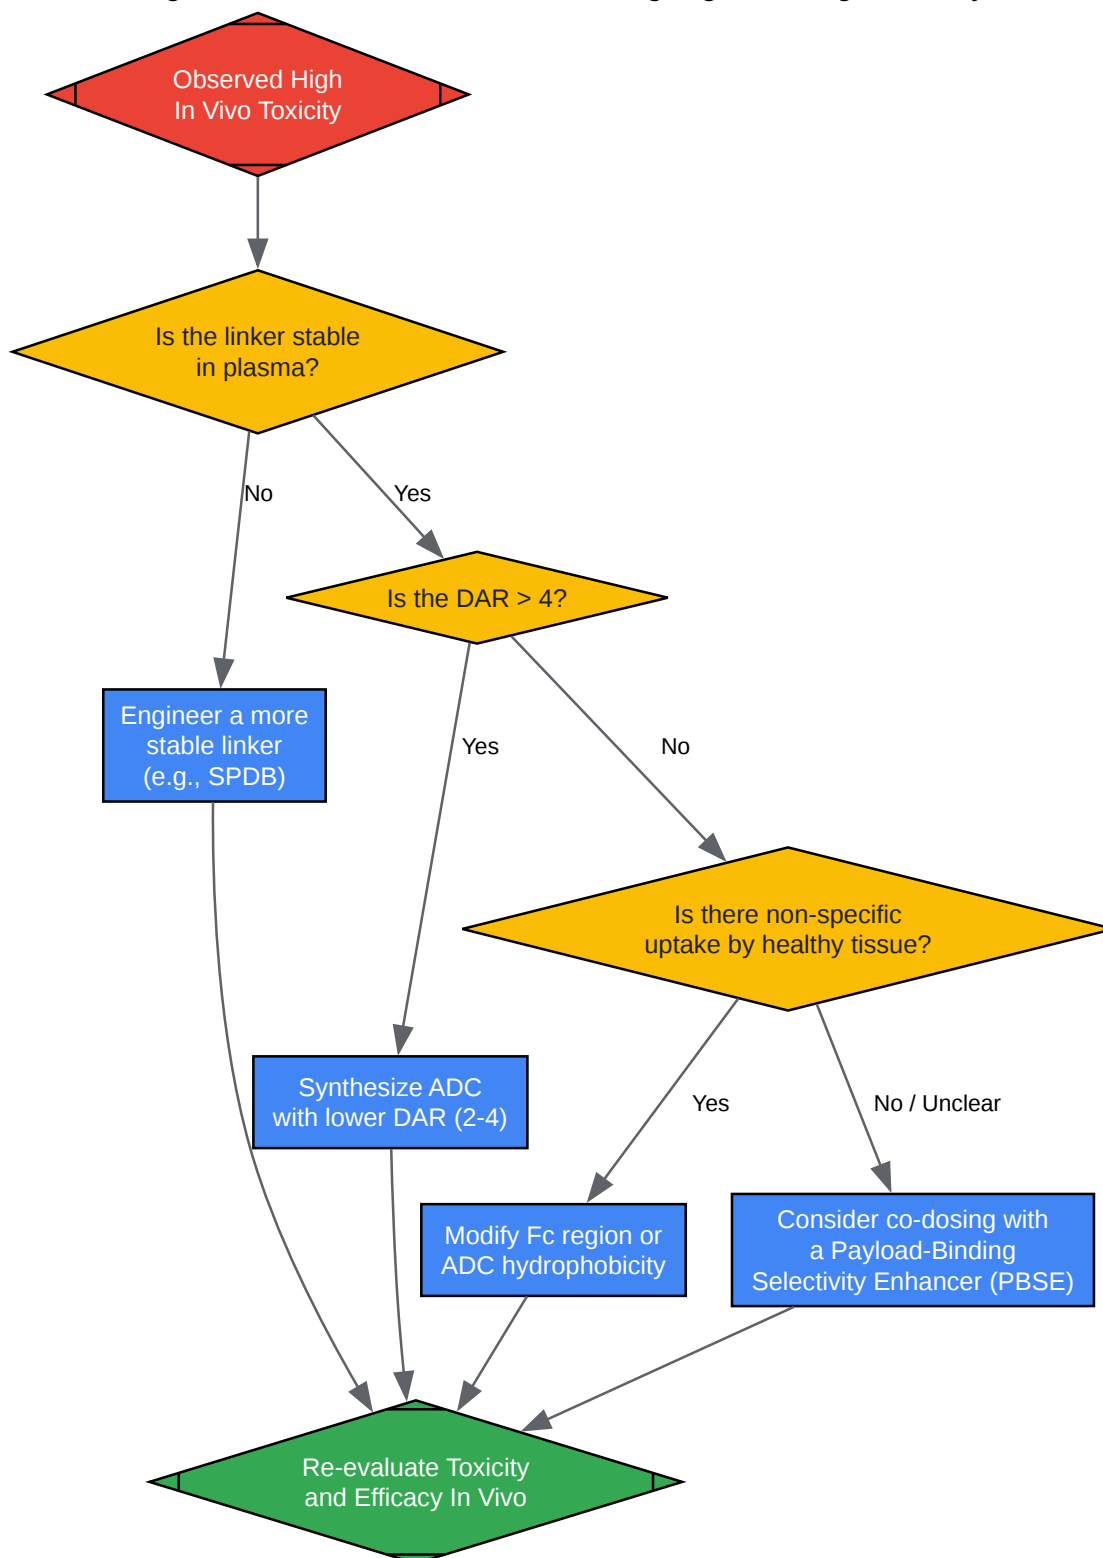 Observed High
In Vivo Toxicity
Is the linker stable
in plasma?
No
Yes
Is the DAR > 4?
Engineer a more
stable linker
(e.g., SPDB)
Yes
No
Is there non-specific
uptake by healthy tissue?
Synthesize ADC
with lower DAR (2-4)
Yes
No / Unclear
Modify Fc region or
ADC hydrophobicity
Consider co-dosing with
a Payload-Binding
Selectivity Enhancer (PBSE)
Re-evaluate Toxicity
and Efficacy In Vivo